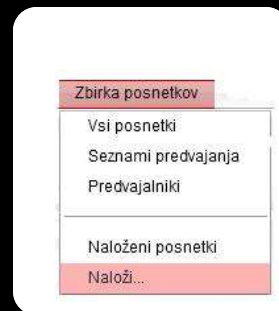 Zbirka posnetkov
Vsi posnetki
Seznami predvajanja
Predvajalniki
Naloženi posnetki
Naloži...